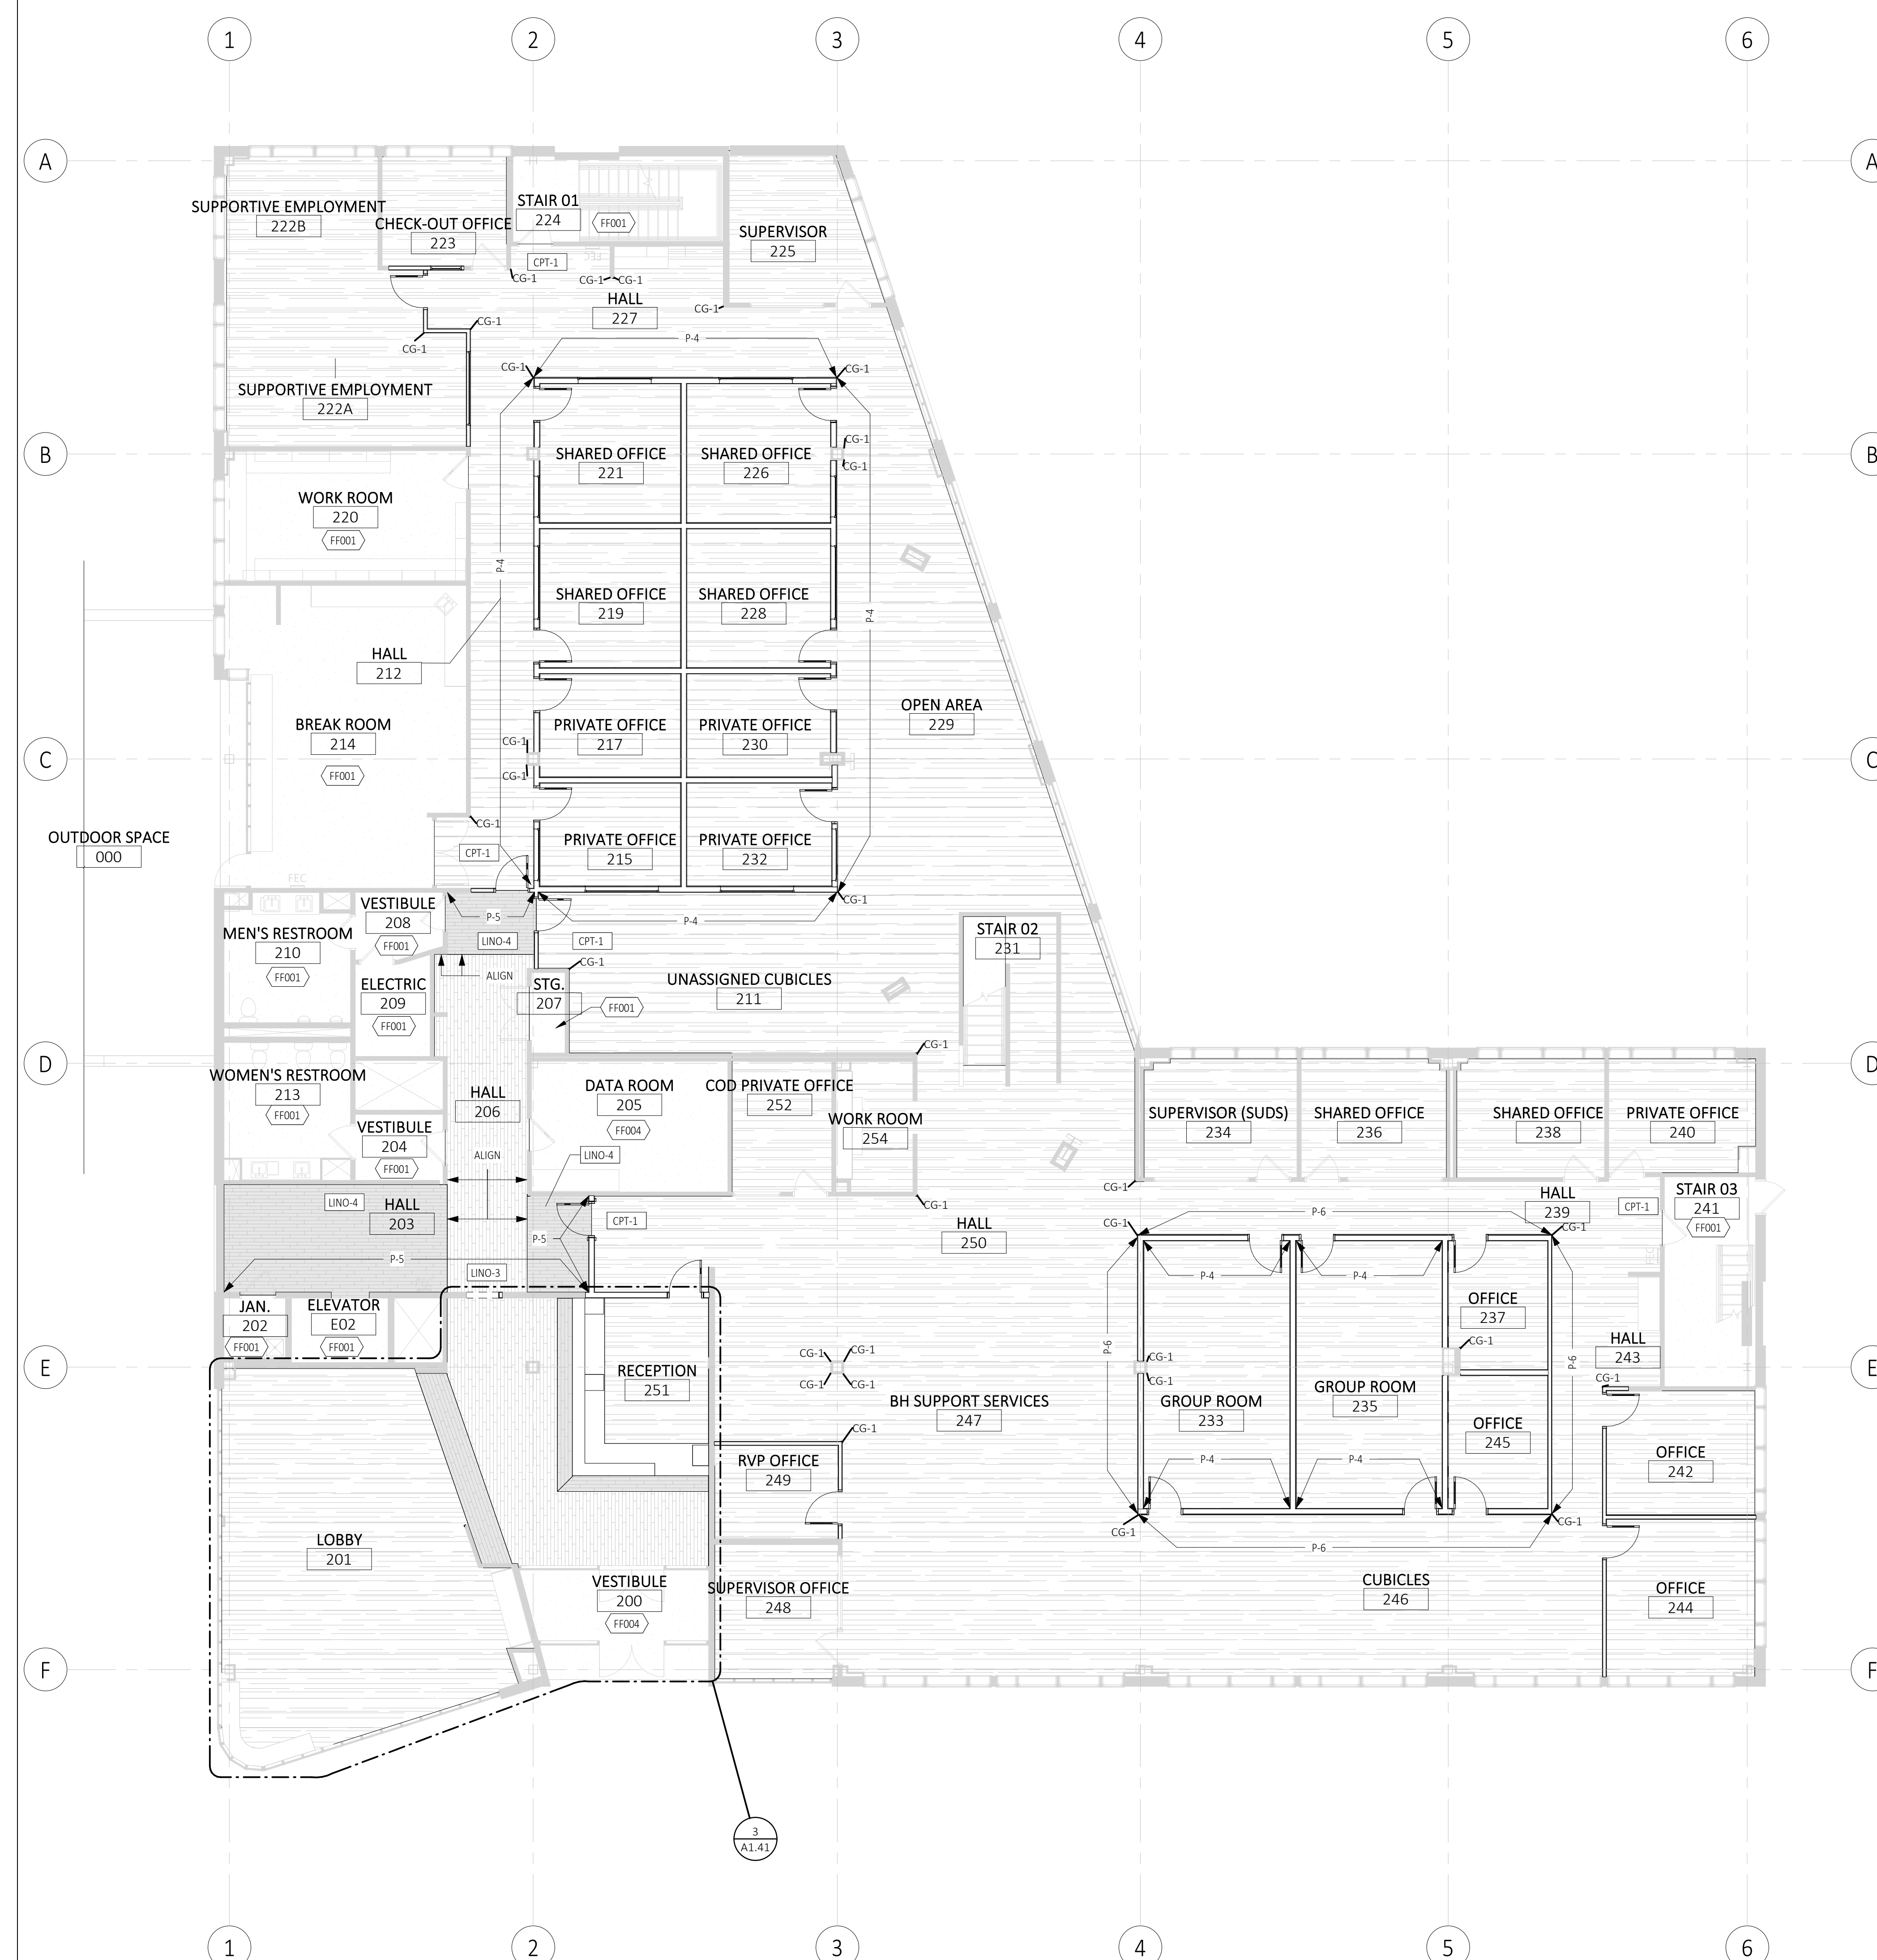 1 2 3 4 5 6
A A
SUPPORTIVE EMPLOYMENT
222B
CHECK-OUT OFFICE
223
STAIR 01
224
FF001
SUPERVISOR
225
CPT-1
FEC
CG-1
CG-1 CG-1
HALL
227
CG-1
CG-1
CG-1
P-4
CG-1
CG-1
SUPPORTIVE EMPLOYMENT
222A
B B
CG-1
CG-1
SHARED OFFICE
221
SHARED OFFICE
226
WORK ROOM
220
FF001
P-4
SHARED OFFICE
219
SHARED OFFICE
228
P-4
HALL
212
OPEN AREA
229
BREAK ROOM
214
FF001
PRIVATE OFFICE
217
PRIVATE OFFICE
230
C C
CG-1
CG-1
CG-1
OUTDOOR SPACE
000
CPT-1
PRIVATE OFFICE
215
PRIVATE OFFICE
232
FEC
CG-1
VESTIBULE
208
FF001
P-5
P-4
MEN'S RESTROOM
210
FF001
LINO-4
CPT-1
STAIR 02
231
CG-1
ALIGN
ELECTRIC
209
FF001
STG.
207
FF001
UNASSIGNED CUBICLES
211
CG-1
D D
WOMEN'S RESTROOM
213
FF001
HALL
206
DATA ROOM
205
FF004
COD PRIVATE OFFICE
252
WORK ROOM
254
SUPERVISOR (SUDS)
234
SHARED OFFICE
236
SHARED OFFICE
238
PRIVATE OFFICE
240
VESTIBULE
204
FF001
ALIGN
LINO-4
CG-1
CG-1
LINO-4
HALL
203
CPT-1
HALL
250
CG-1
P-6
HALL
239
CG-1
CPT-1
STAIR 03
241
FF001
P-5
P-5
LINO-3
P-4
P-4
JAN.
202
FF001
ELEVATOR
E02
FF001
OFFICE
237
CG-1
HALL
243
E E
P-6
P-6
CG-1
CG-1
CG-1
CG-1
CG-1
CG-1
CG-1
RECEPTION
251
BH SUPPORT SERVICES
247
GROUP ROOM
233
GROUP ROOM
235
OFFICE
245
CG-1
RVP OFFICE
249
P-4
P-4
OFFICE
242
CG-1
CG-1
P-6
LOBBY
201
VESTIBULE
200
FF004
SUPERVISOR OFFICE
248
CUBICLES
246
OFFICE
244
F F
3
A1.41
1 2 3 4 5 6